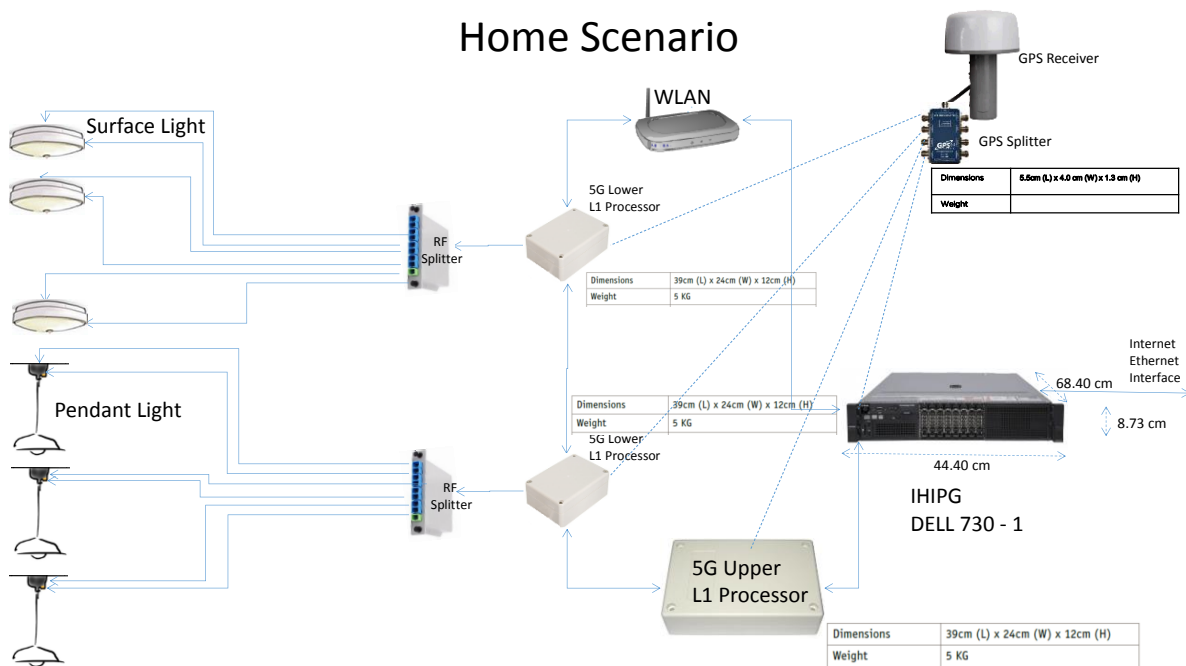 Home Scenario
GPS Receiver
WLAN
Surface Light
GPS
GPS Splitter
Dimensions 5.5cm (L) x 4.0 cm (W) x 1.3 cm (H)
Weight
5G Lower
L1 Processor
RF
Splitter
Dimensions 39cm (L) x 24cm (W) x 12cm (H)
Weight 5 KG
Internet
Ethernet
Interface
68.40 cm
8.73 cm
44.40 cm
Pendant Light
Dimensions 39cm (L) x 24cm (W) x 12cm (H)
Weight 5 KG
5G Lower
L1 Processor
RF
Splitter
IHIPG
DELL 730 - 1
5G Upper
L1 Processor
Dimensions 39cm (L) x 24cm (W) x 12cm (H)
Weight 5 KG